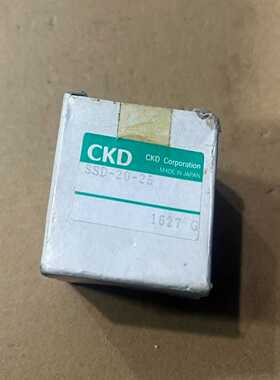 CKD CKD Corporation
MADE IN JAPAN
SSD-20-25
1627 G